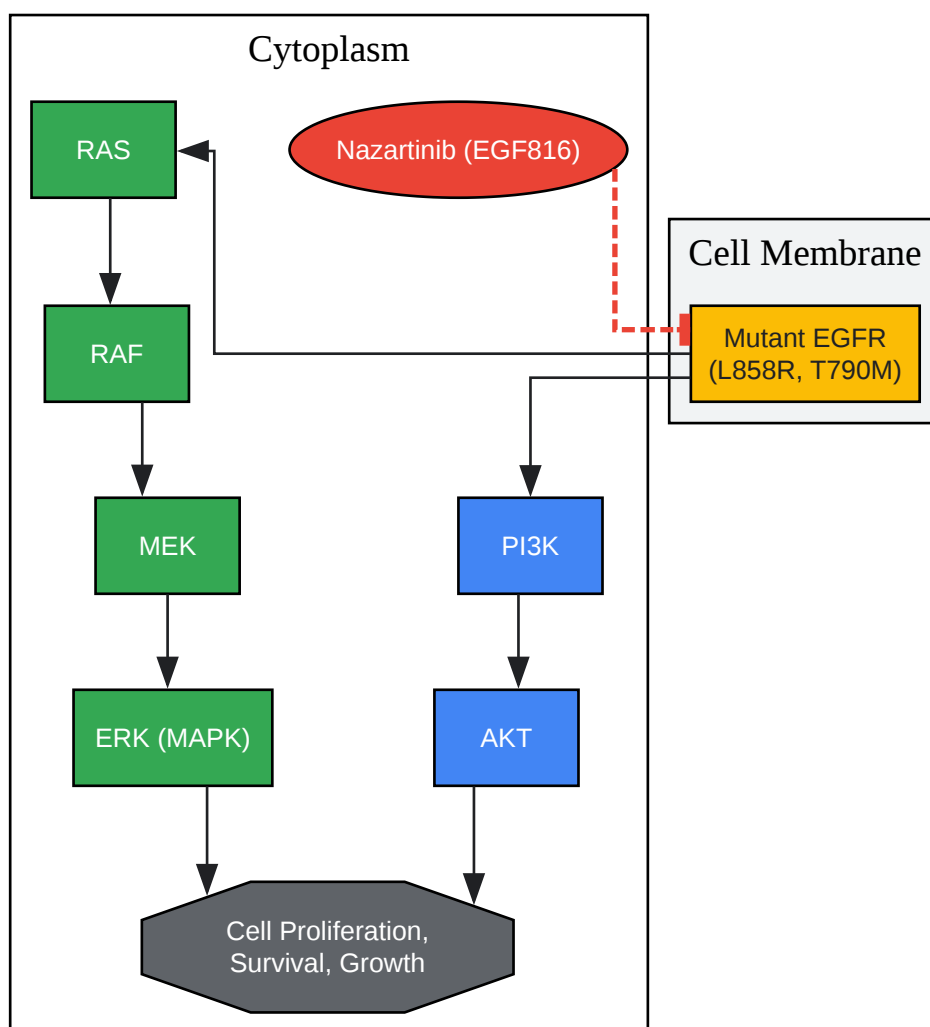 Cytoplasm
RAS
Nazartinib (EGF816)
Cell Membrane
Mutant EGFR
(L858R, T790M)
RAF
MEK
PI3K
ERK (MAPK)
AKT
Cell Proliferation,
Survival, Growth